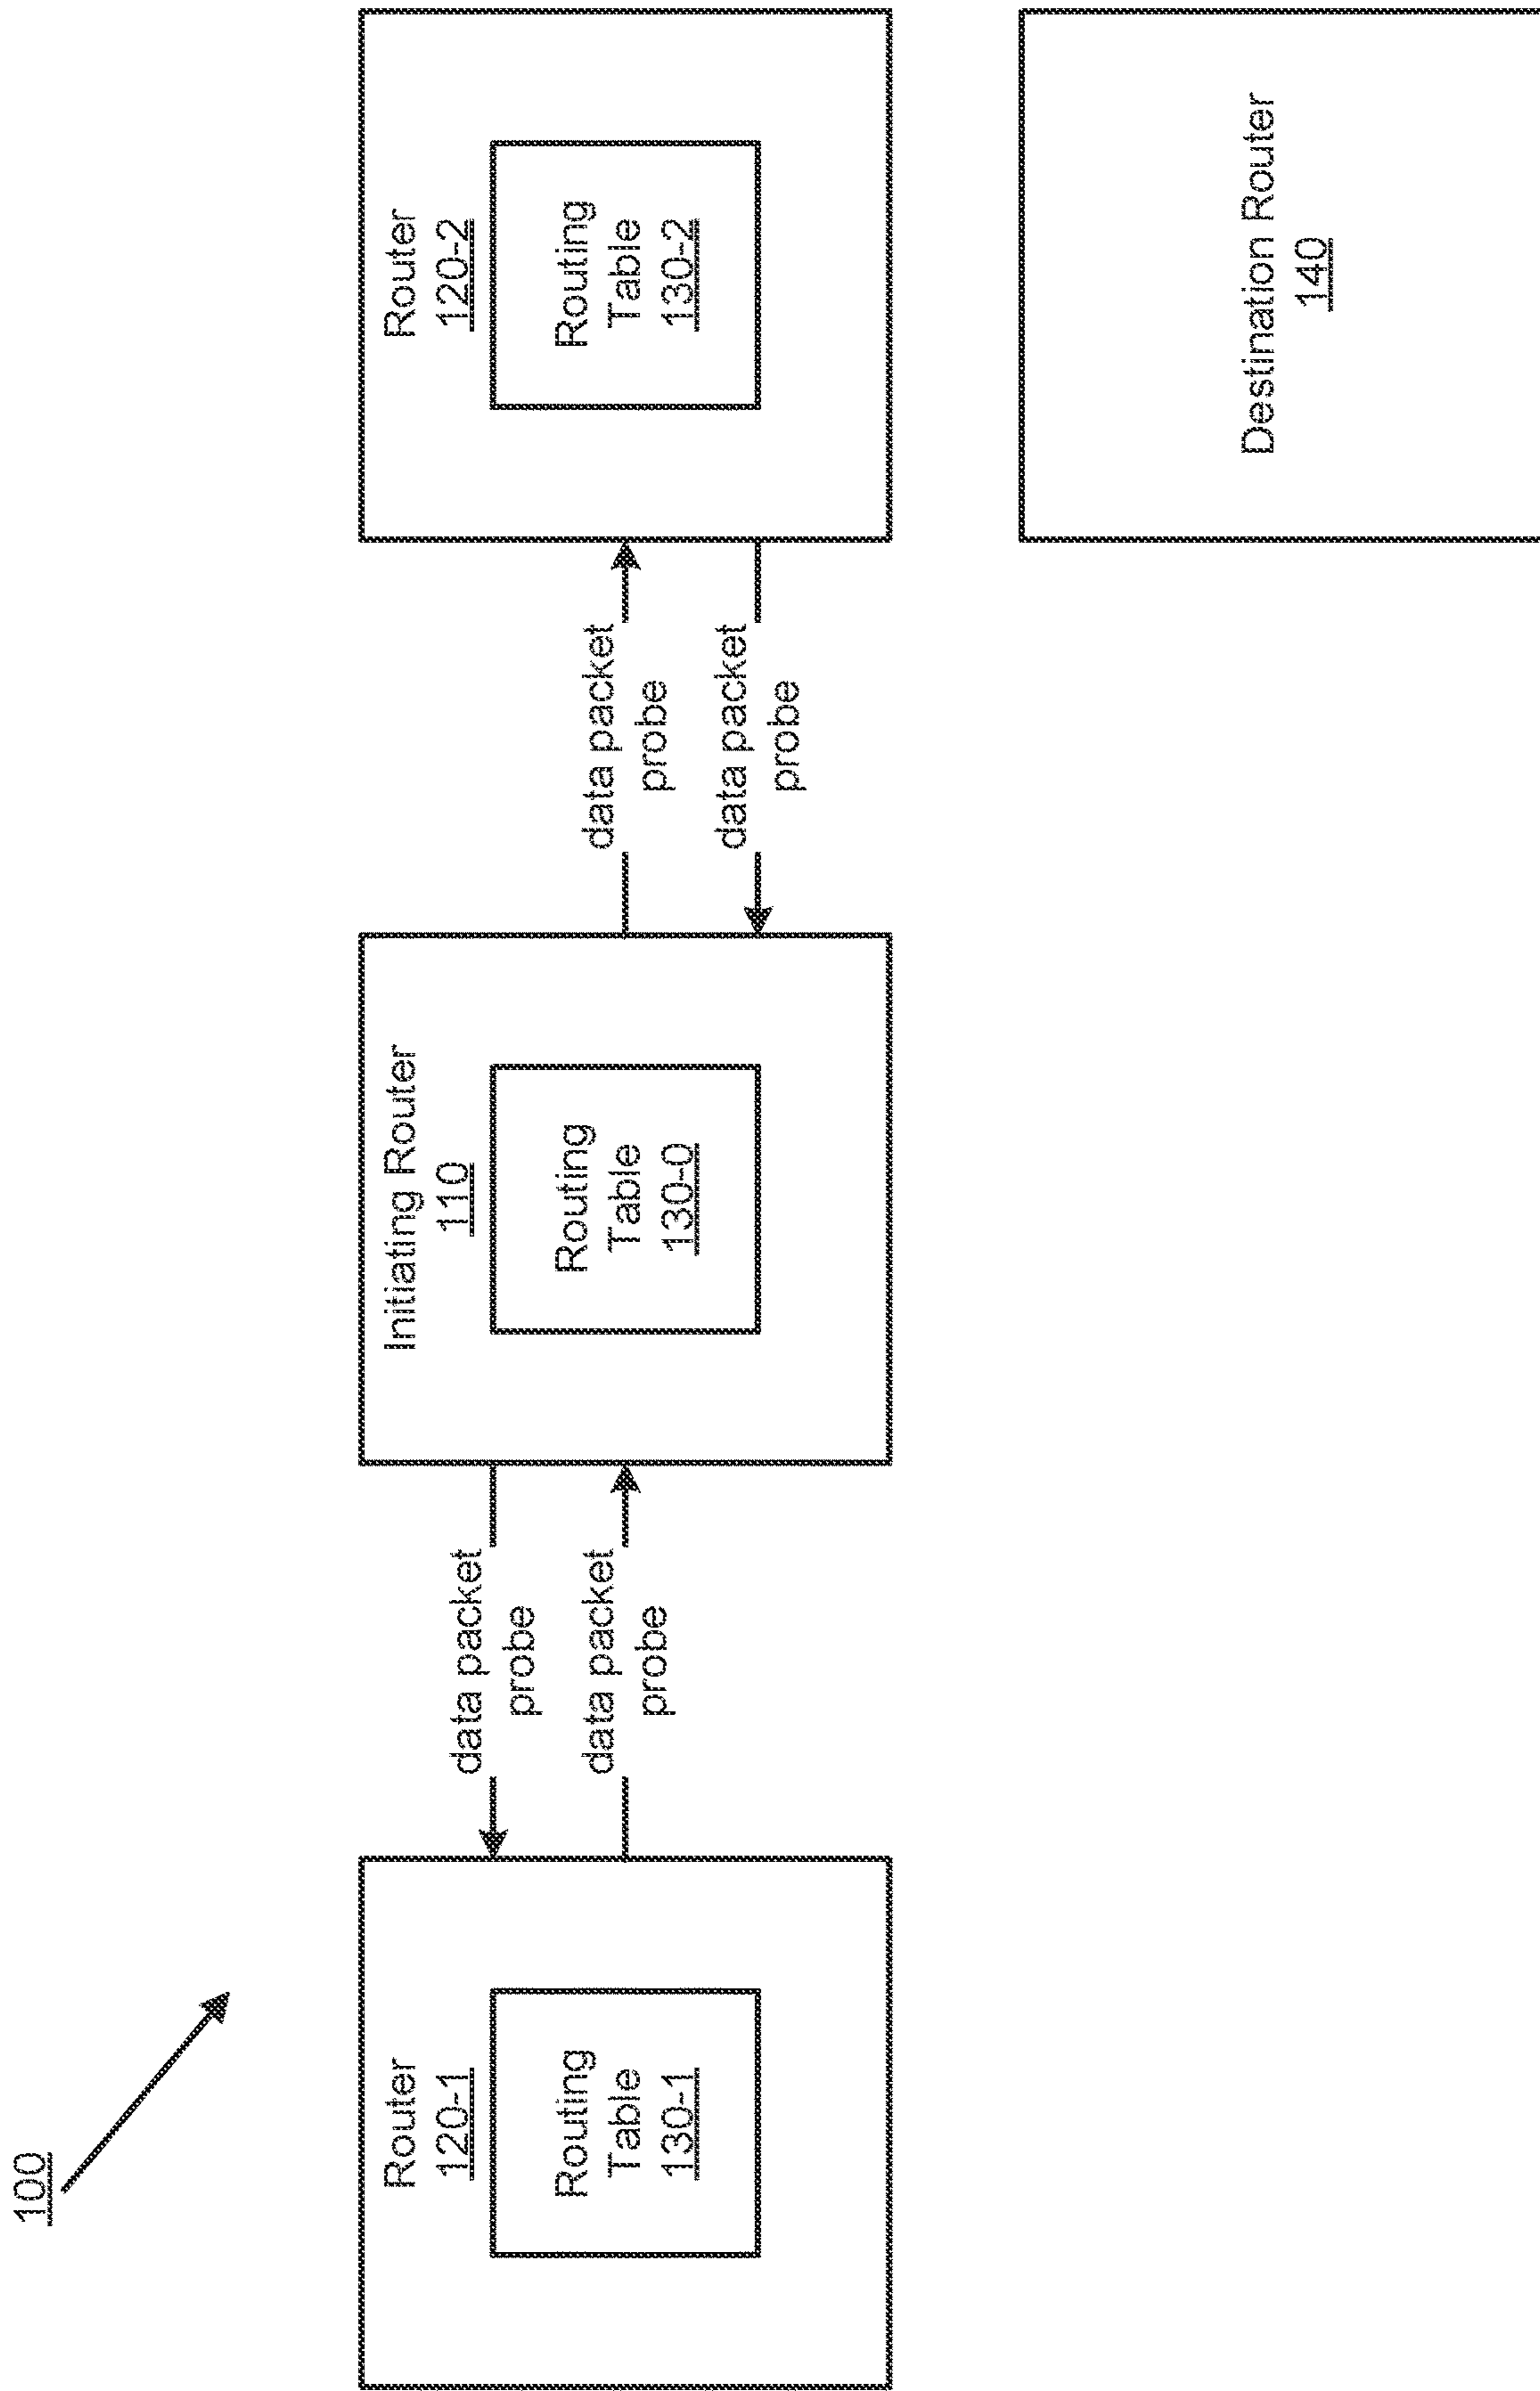 100
Router
120-1
Routing
Table
130-1
data packet
probe
data packet
probe
Initiating Router
110
Routing
Table
130-0
data packet
probe
data packet
probe
Router
120-2
Routing
Table
130-2
Destination Router
140